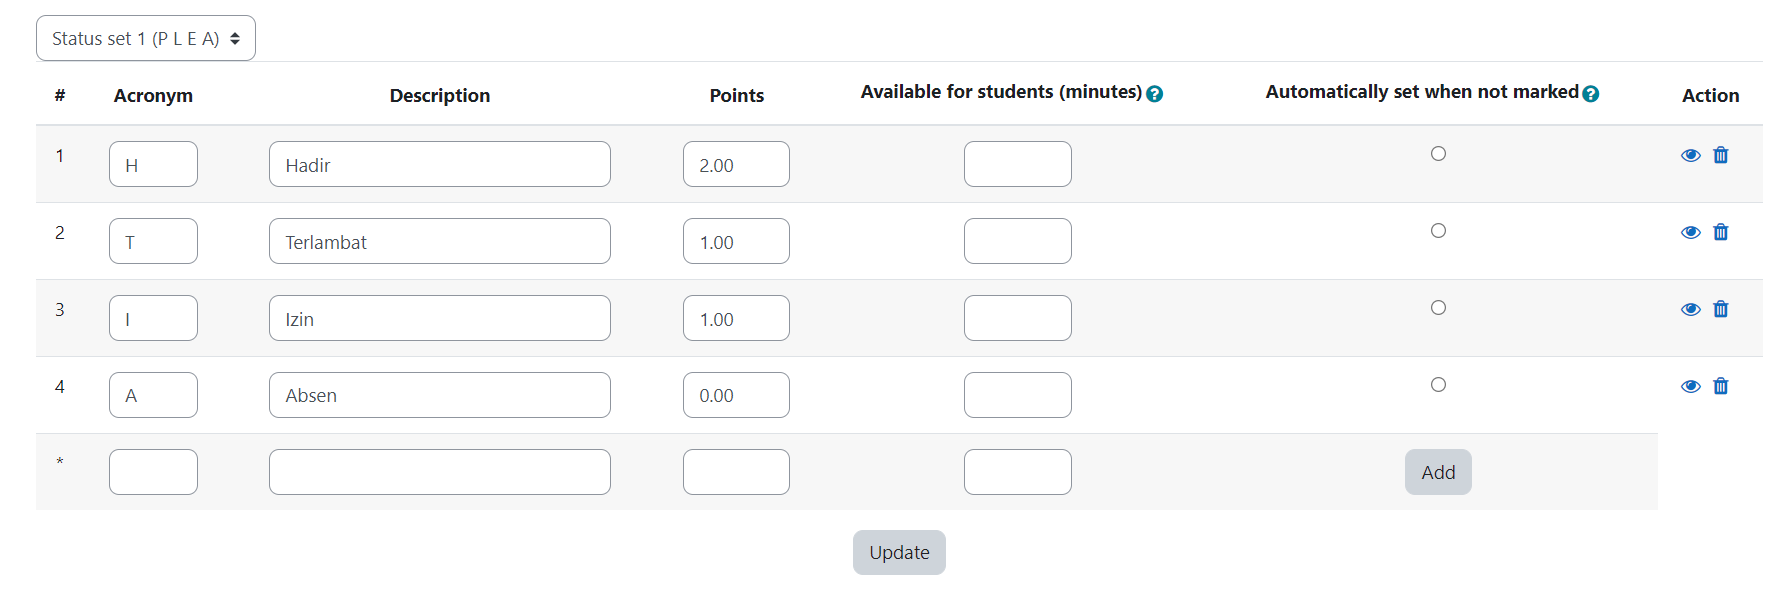 Status set 1 (P L E A)
# Acronym Description Points Available for students (minutes) ? Automatically set when not marked ? Action
1 H Hadir 2.00
2 T Terlambat 1.00
3 I Izin 1.00
4 A Absen 0.00
* Add
Update